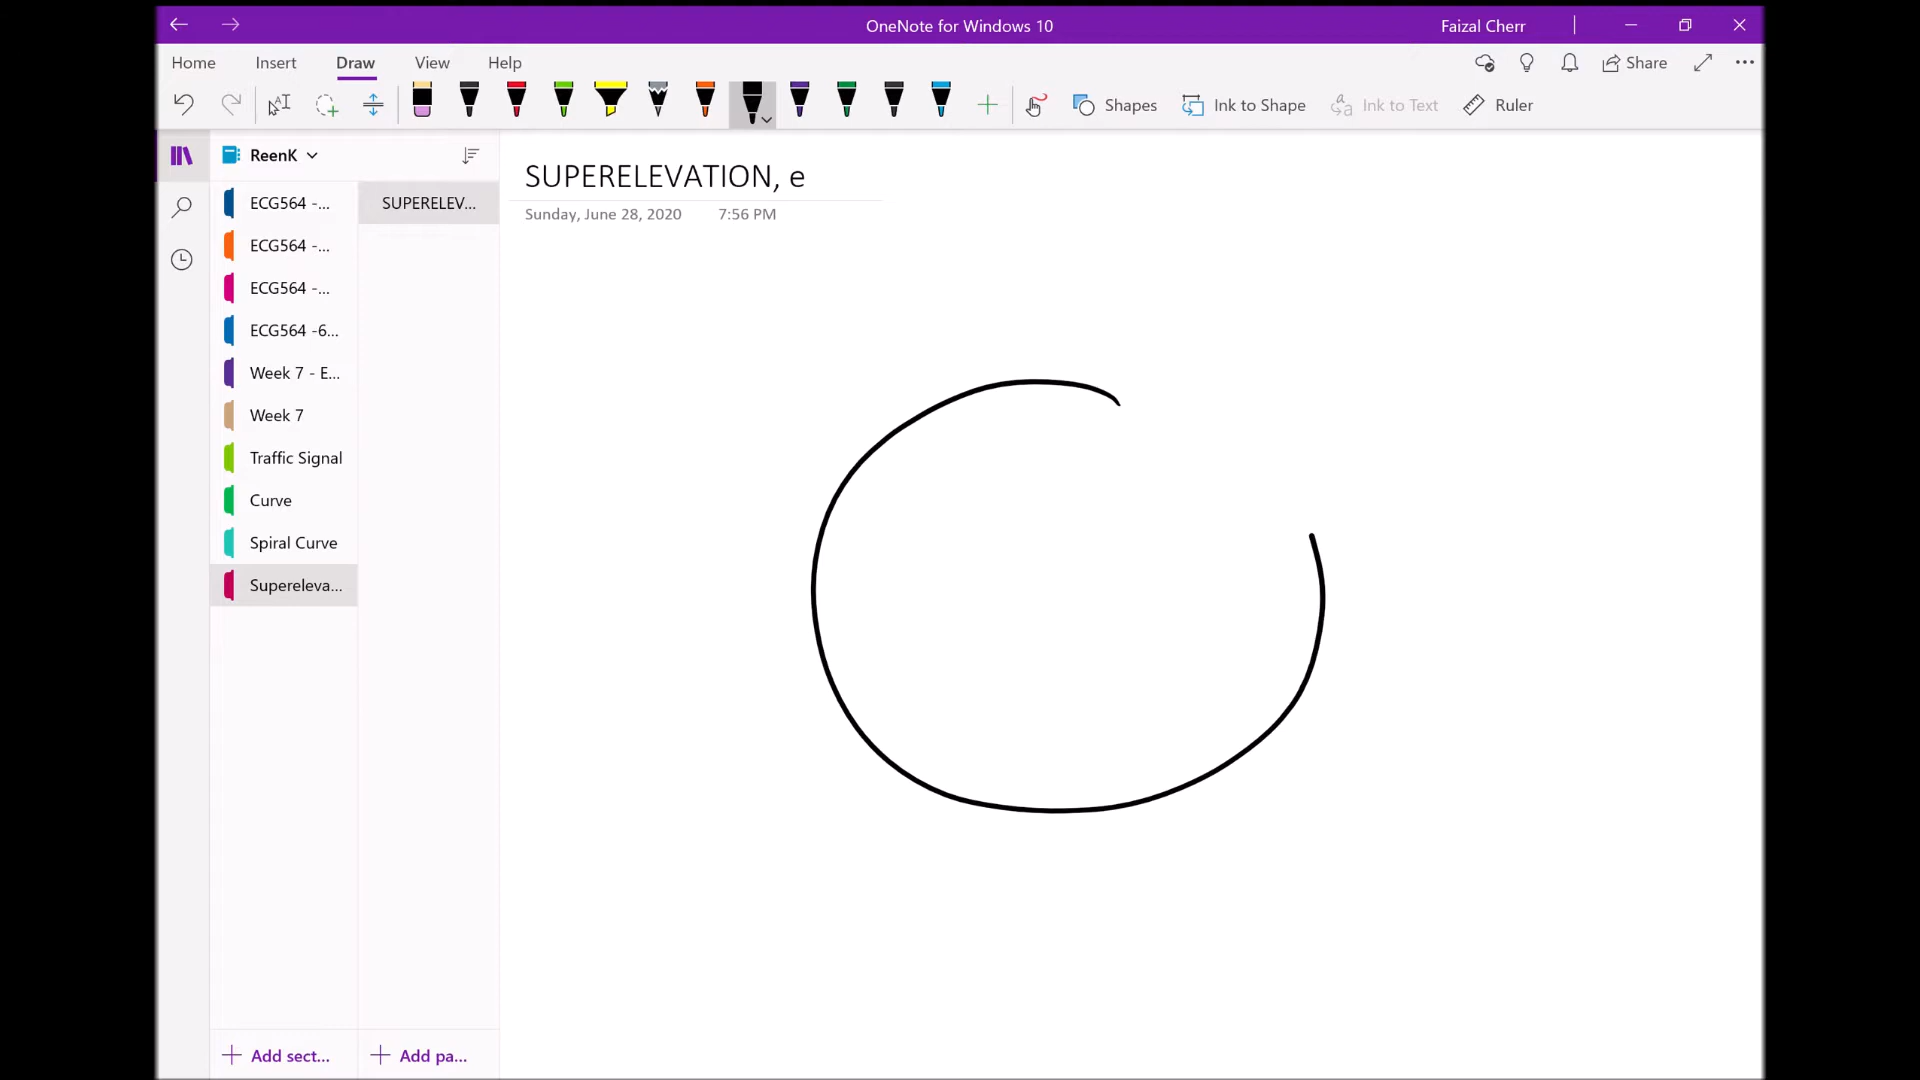 OneNote for Windows 10
Faizal Cherr
Home Insert Draw View Help
Share
Shapes
Ink to Shape
Ink to Text
Ruler
ReenK
ECG564 -...
ECG564 -...
ECG564 -...
ECG564 -6...
Week 7 - E...
Week 7
Traffic Signal
Curve
Spiral Curve
Supereleva...
Add sect...
SUPERELEV...
Add pa...
SUPERELEVATION, e
Sunday, June 28, 2020 7:56 PM